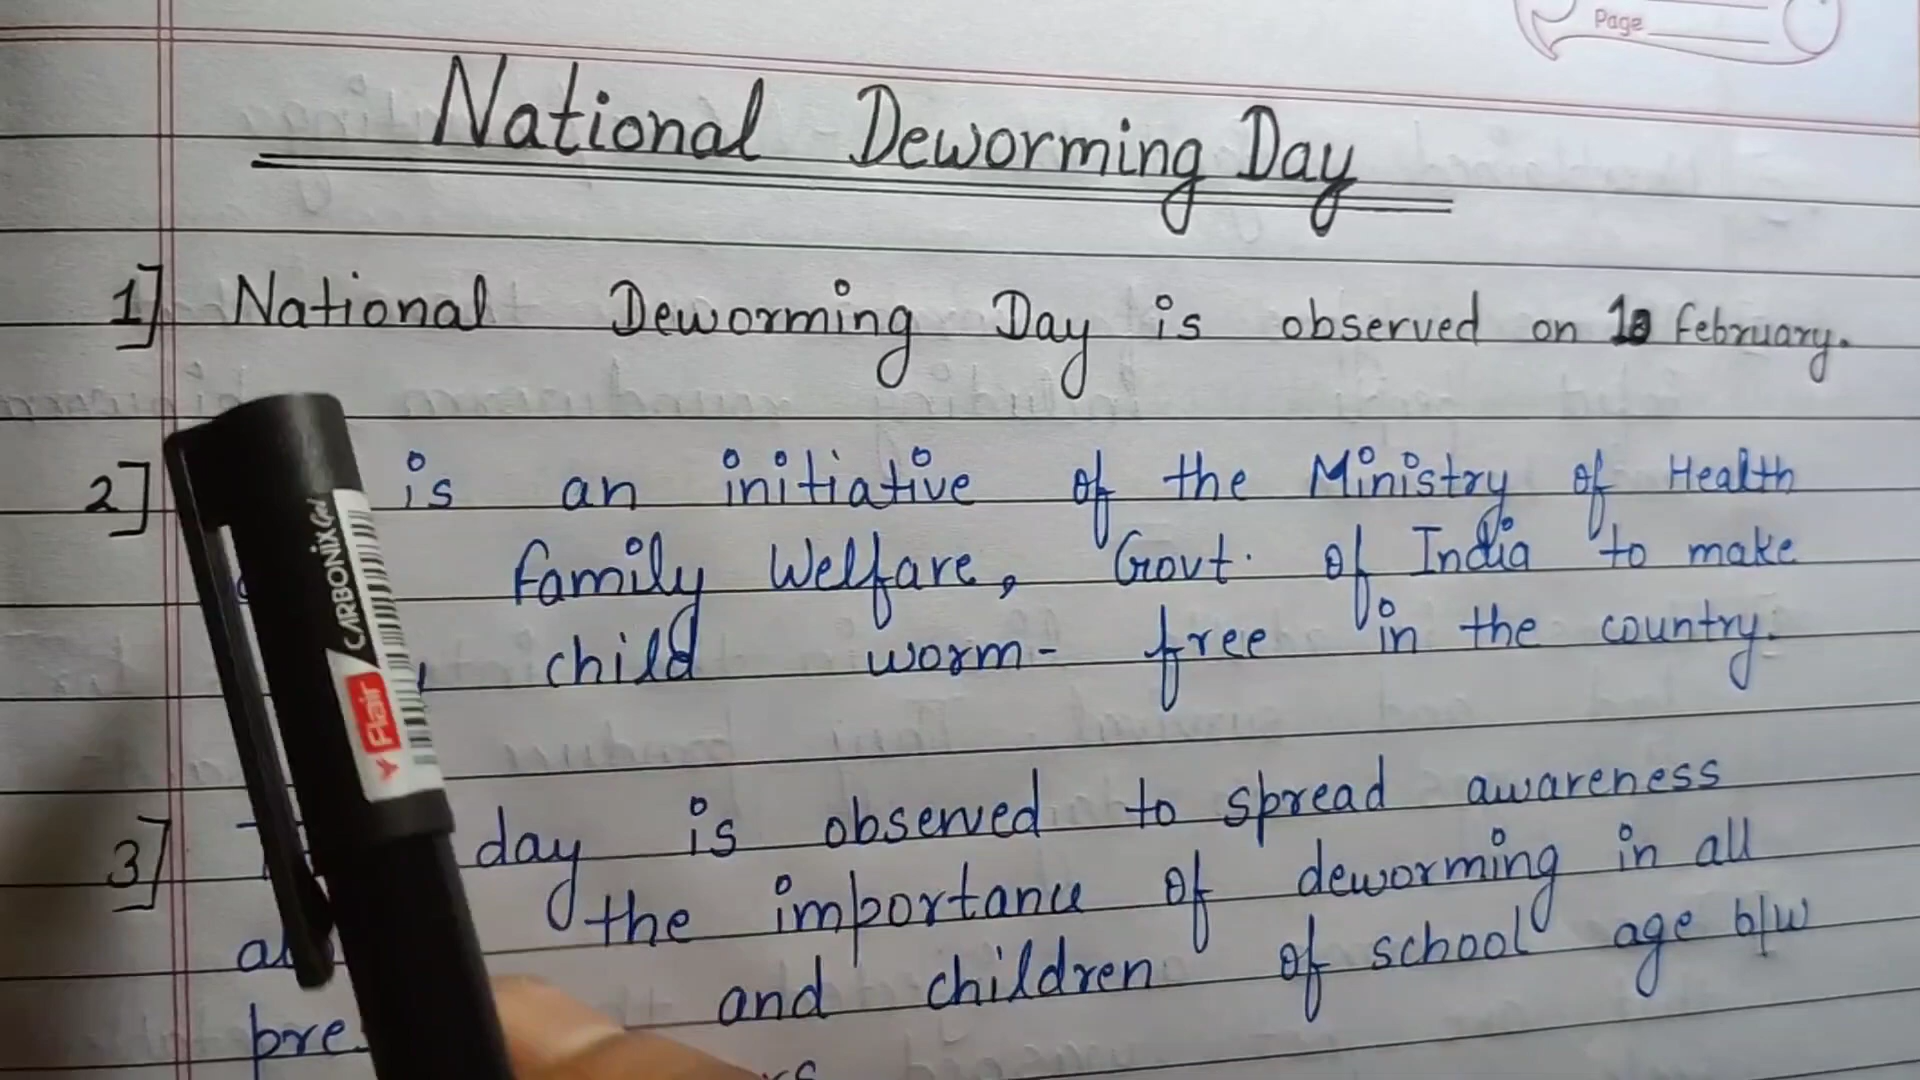 Page
National Deworming Day
1] National Deworming Day is observed on 10 February.
2] is an initiative of the Ministry of Health
family Welfare, Govt. of India to make
child worm-free in the country.
3] day is observed to spread awareness
the importance of deworming in all
and children of school age b/w
CARBONIX Gel
Flair